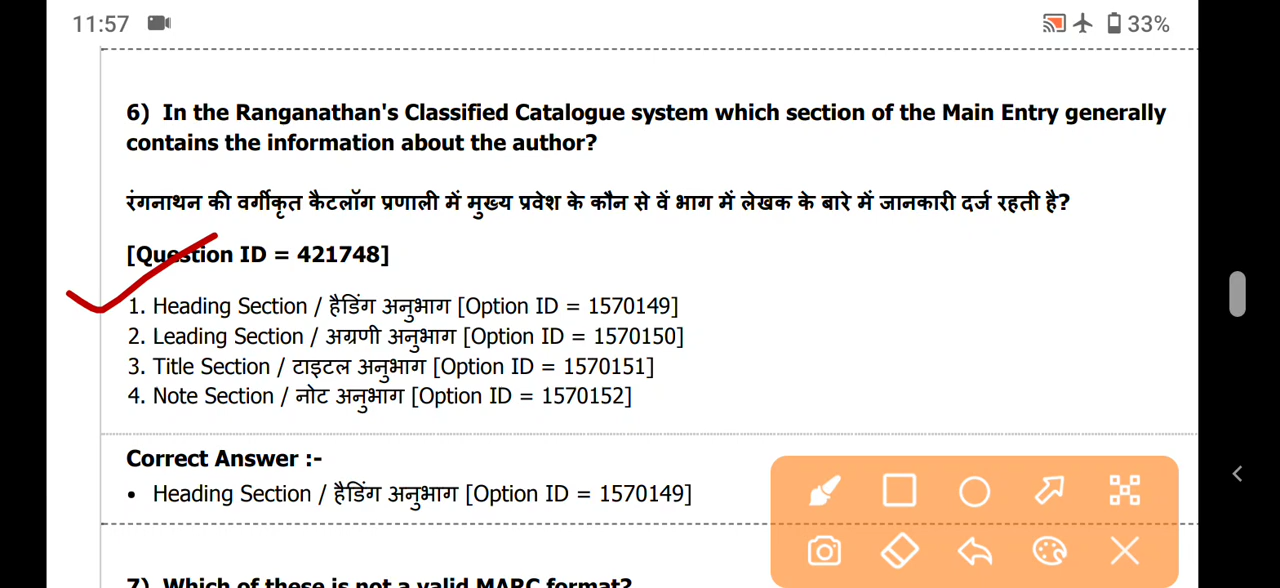 11:57 33%
6) In the Ranganathan's Classified Catalogue system which section of the Main Entry generally
contains the information about the author?
रंगनाथन की वर्गीकृत कैटलॉग प्रणाली में मुख्य प्रवेश के कौन से वें भाग में लेखक के बारे में जानकारी दर्ज रहती है?
[Question ID = 421748]
1. Heading Section / हैडिंग अनुभाग [Option ID = 1570149]
2. Leading Section / अग्रणी अनुभाग [Option ID = 1570150]
3. Title Section / टाइटल अनुभाग [Option ID = 1570151]
4. Note Section / नोट अनुभाग [Option ID = 1570152]
Correct Answer :-
• Heading Section / हैडिंग अनुभाग [Option ID = 1570149]
7) Which of these is not a valid MARC format?